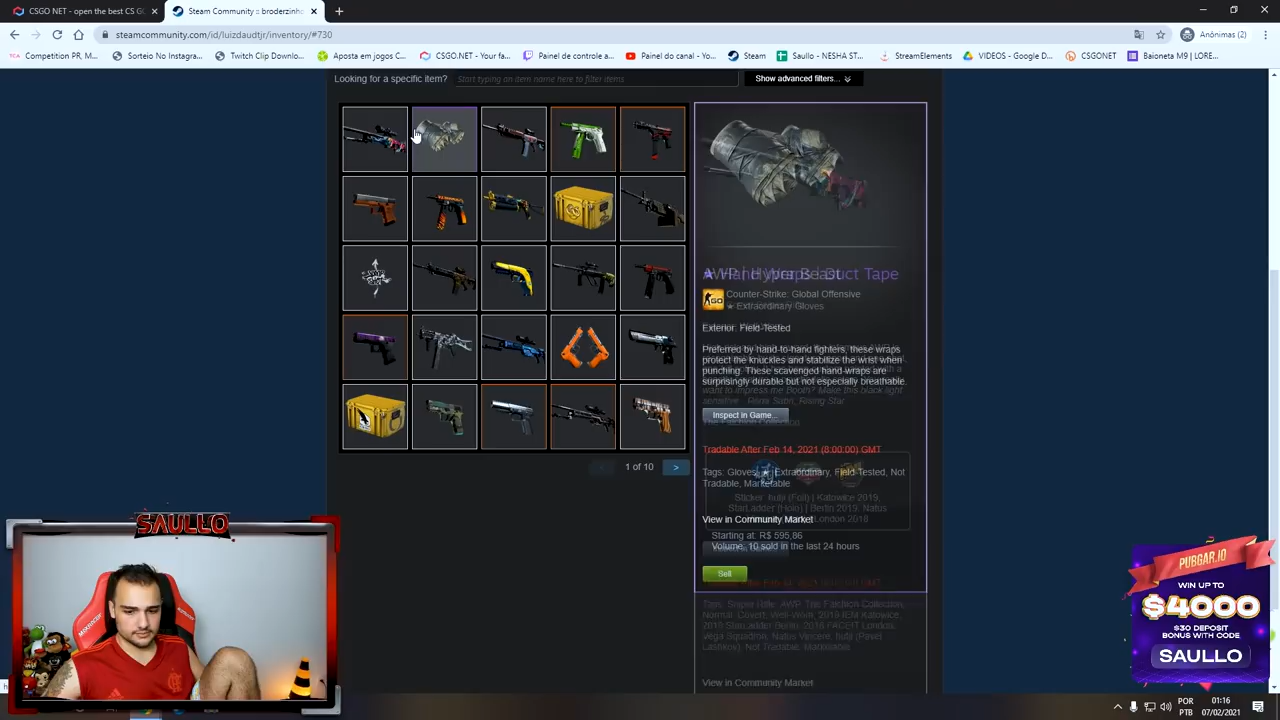 CSGO NET - open the best CS G
Steam Community :: broderzinho
steamcommunity.com/id/luizdaudtjr/inventory/#730
Anônimas (2)
Competition PR, M...
Sorteio No Instagra...
Twitch Clip Downlo...
Aposta em jogos C...
CSGO.NET - Your fa...
Painel de controle a...
Painel do canal - Yo...
Steam
Saullo - NESHA ST...
StreamElements
VIDEOS - Google D...
CSGONET
Baioneta M9 | LORE...
Looking for a specific item?
Start typing an item name here to filter items
Show advanced filters...
Counter-Strike: Global Offensive
★ Extraordinary Gloves
Exterior: Field-Tested
Preferred by hand-to-hand fighters, these wraps
protect the knuckles and stabilize the wrist when
punching. These scavenged hand-wraps are
surprisingly durable but not especially breathable.
Inspect in Game...
Tradable After Feb 14, 2021 (8:00:00) GMT
Tags: Gloves, ★, Extraordinary, Field-Tested, Not
Tradable, Marketable
View in Community Market
Starting at: R$ 595,86
Volume: 10 sold in the last 24 hours
Sell
View in Community Market
1 of 10
>
SAULLO
PUBGAR.IO
WIN UP TO
$4000
$30 DEPOSIT
BONUS WITH CODE
SAULLO
POR
PTB
01:16
07/02/2021